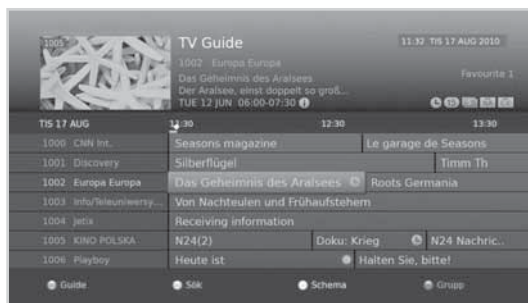 1005
TV Guide
11:32 TIS 17 AUG 2010
1002 Europa Europa
Das Geheimnis des Aralsees
Der Aralsee, einst doppelt so groß...
TUE 12 JUN 06:00-07:30
Favourite 1
TIS 17 AUG 11:30 12:30 13:30
1000 CNN Int. Seasons magazine Le garage de Seasons
1001 Discovery Silberflügel Timm Th
1002 Europa Europa Das Geheimnis des Aralsees Roots Germania
1003 Info/Teleuniwersy... Von Nachteulen und Frühaufstehern
1004 Jetix Receiving information
1005 KINO POLSKA N24(2) Doku: Krieg N24 Nachric..
1006 Playboy Heute ist Halten Sie, bitte!
Guide Sök Schema Grupp